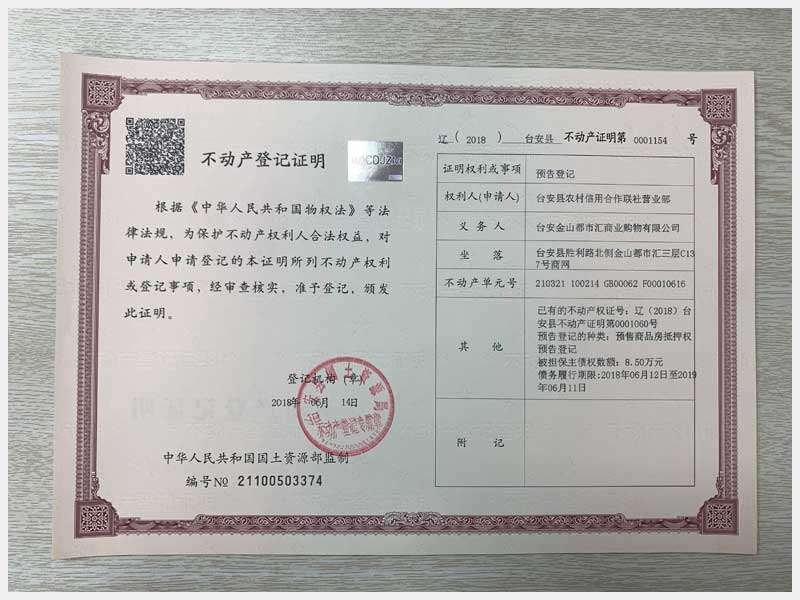 不动产登记证明
根据《中华人民共和国物权法》等法
律法规，为保护不动产权利人合法权益，对
申请人申请登记的本证明所列不动产权利
或登记事项，经审查核实，准予登记，颁发
此证明。
登记机构（章）
2018年 06月 14日
不动产登记专用章
中华人民共和国国土资源部监制
编号№ 21100503374
辽（ 2018 ） 台安县 不动产证明第 0001154 号
证明权利或事项 预告登记
权利人(申请人) 台安县农村信用合作联社营业部
义务人 台安金山都市汇商业购物有限公司
坐落 台安县胜利路北侧金山都市汇三层C13
7号商网
不动产单元号 210321 100214 GB00062 F00010616
其他 已有的不动产权证号：辽（2018）台
安县不动产证明第0001060号
预告登记的种类：预售商品房抵押权
预告登记
被担保主债权数额：8.50万元
债务履行期限:2018年06月12日至2019
年06月11日
附记